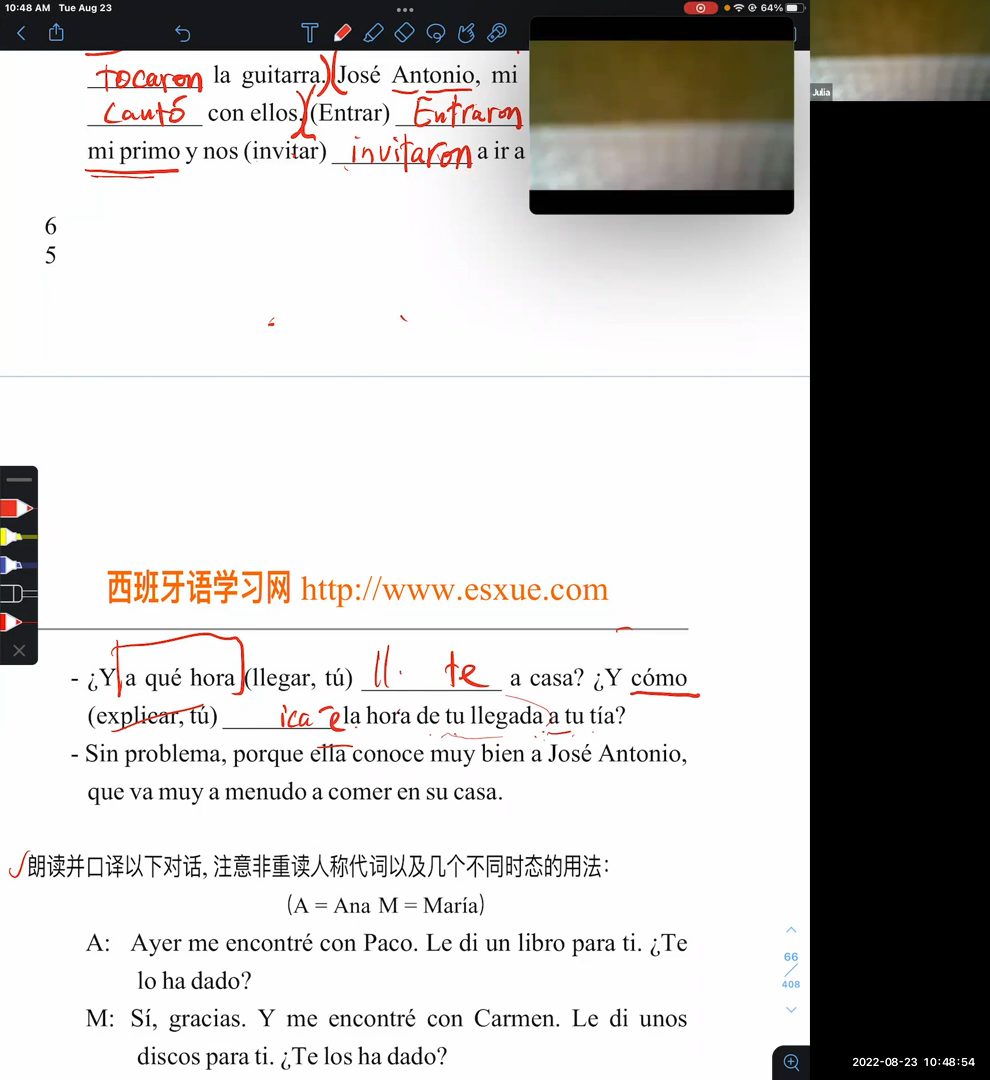 10:48 AM Tue Aug 23
64%
tocaron la guitarra. José Antonio, mi
cantó con ellos. (Entrar) Entraron
mi primo y nos (invitar) invitaron a ir a
Julia
6
5
西班牙语学习网 http://www.esxue.com
- ¿Y a qué hora (llegar, tú) ll. te a casa? ¿Y cómo
(explicar, tú) ica e la hora de tu llegada a tu tía?
- Sin problema, porque ella conoce muy bien a José Antonio,
que va muy a menudo a comer en su casa.
朗读并口译以下对话, 注意非重读人称代词以及几个不同时态的用法:
(A = Ana M = María)
A: Ayer me encontré con Paco. Le di un libro para ti. ¿Te
lo ha dado?
M: Sí, gracias. Y me encontré con Carmen. Le di unos
discos para ti. ¿Te los ha dado?
66
408
2022-08-23 10:48:54